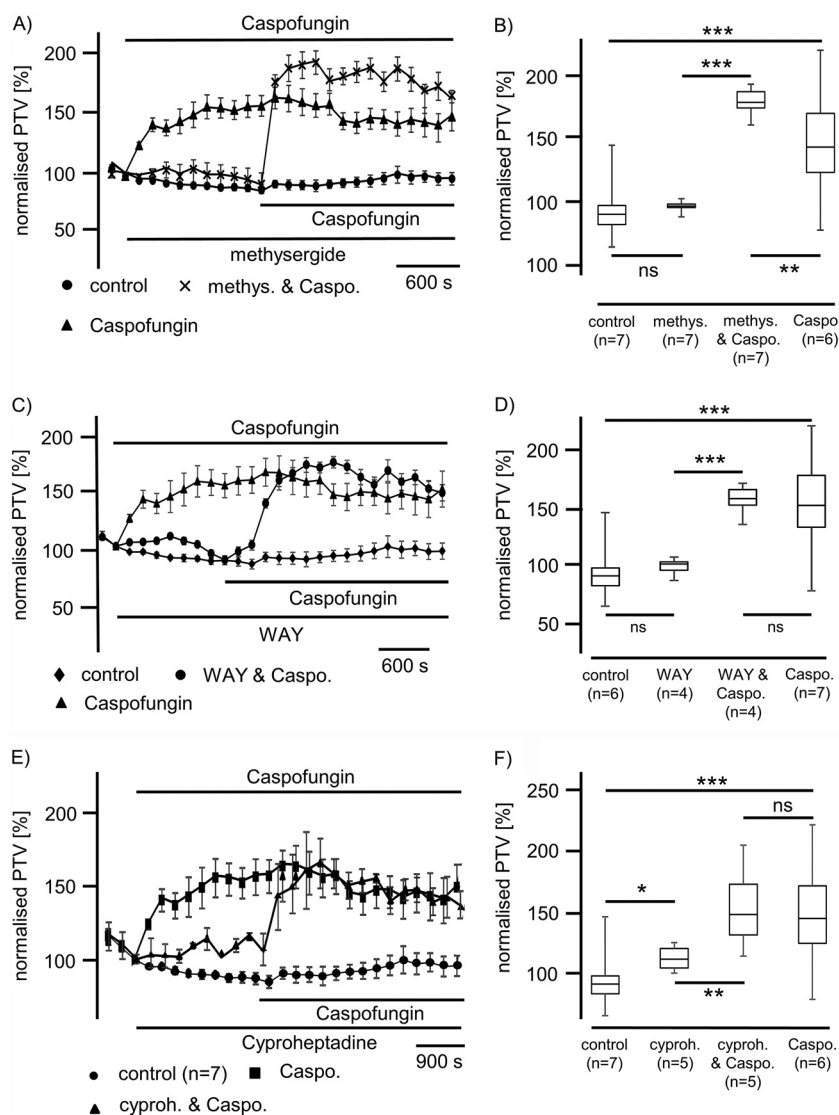 A)
Caspofungin
normalised PTV [%]
200
150
100
50
Caspofungin
methysergide
600 s
control
methys. & Caspo.
Caspofungin
B)
normalised PTV [%]
200
150
100
100
***
***
ns
**
control
(n=7)
methys.
(n=7)
methys.
& Caspo.
(n=7)
Caspo
(n=6)
C)
Caspofungin
normalised PTV [%]
200
150
100
50
Caspofungin
WAY
600 s
control
WAY & Caspo.
Caspofungin
D)
normalised PTV [%]
200
150
100
50
***
***
ns
ns
control
(n=6)
WAY
(n=4)
WAY &
Caspo.
(n=4)
Caspo.
(n=7)
E)
Caspofungin
normalised PTV [%]
200
150
100
Caspofungin
Cyproheptadine
900 s
control (n=7)
Caspo.
cyproh. & Caspo.
F)
normalised PTV [%]
250
200
150
100
***
ns
*
**
control
(n=7)
cyproh.
(n=5)
cyproh.
& Caspo.
(n=5)
Caspo.
(n=6)